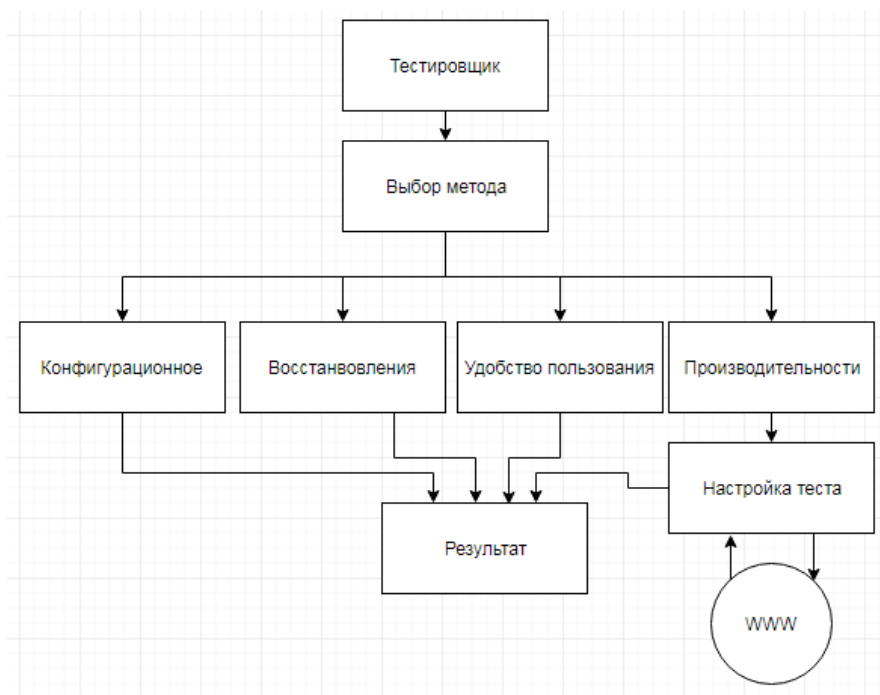 Тестировщик
Выбор метода
Конфигурационное
Восстанвовления
Удобство пользования
Производительности
Настройка теста
Результат
WWW